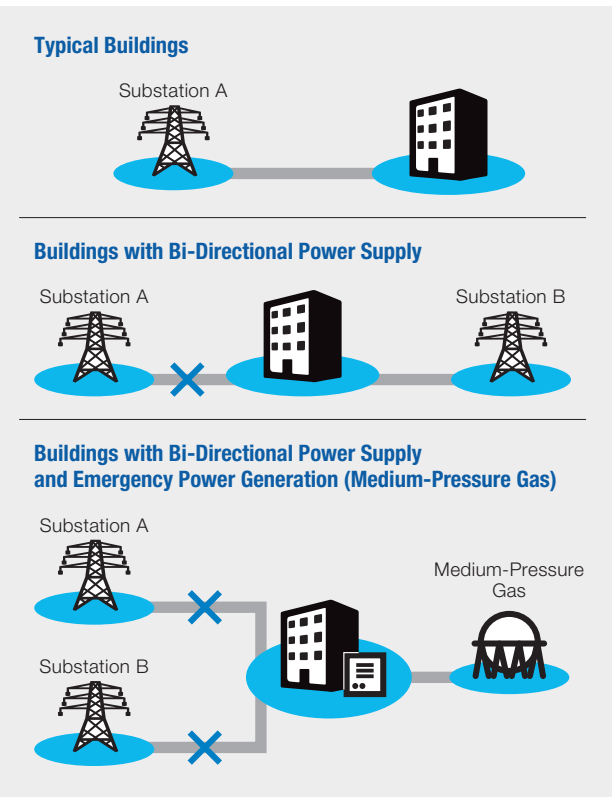 Typical Buildings
Substation A
Buildings with Bi-Directional Power Supply
Substation A
Substation B
Buildings with Bi-Directional Power Supply
and Emergency Power Generation (Medium-Pressure Gas)
Substation A
Medium-Pressure
Gas
Substation B